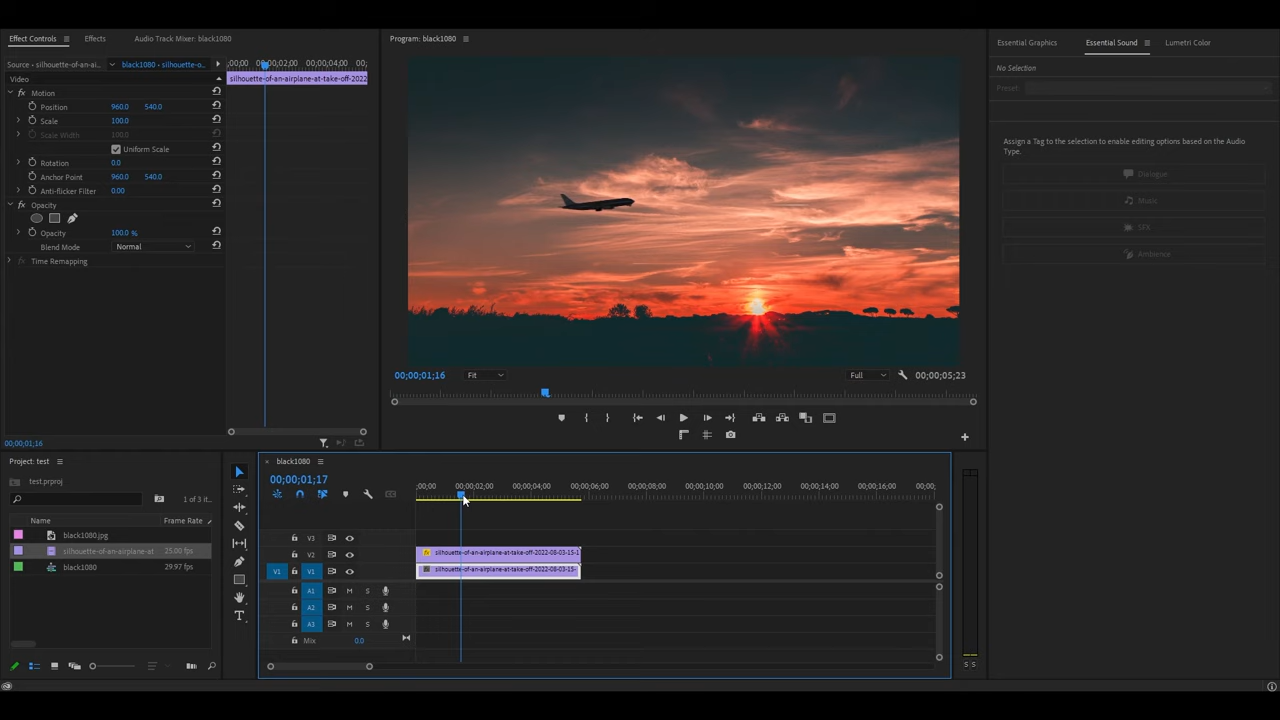 Effect Controls
Effects
Audio Track Mixer: black1080
Source • silhouette-of-an-ai...
black1080 • silhouette-o...
;00;00
00;00;02;00
00;00;04;00
00;
Video
silhouette-of-an-airplane-at-take-off-2022
fx Motion
Position 960.0 540.0
Scale 100.0
Scale Width 100.0
Uniform Scale
Rotation 0.0
Anchor Point 960.0 540.0
Anti-flicker Filter 0.00
fx Opacity
Opacity 100.0 %
Blend Mode Normal
fx Time Remapping
00;00;01;16
Program: black1080
00;00;01;16
Fit
Full
00;00;05;23
Essential Graphics
Essential Sound
Lumetri Color
No Selection
Preset:
Assign a Tag to the selection to enable editing options based on the Audio
Type.
Dialogue
Music
SFX
Ambience
Project: test
test.prproj
1 of 3 it...
Name Frame Rate
black1080.jpg
silhouette-of-an-airplane-at 25.00 fps
black1080 29.97 fps
black1080
00;00;01;17
;00;00 00;00;02;00 00;00;04;00 00;00;06;00 00;00;08;00 00;00;10;00 00;00;12;00 00;00;14;00 00;00;16;00 00;
V3
V2 fx silhouette-of-an-airplane-at-take-off-2022-08-03-15-1
V1 V1 silhouette-of-an-airplane-at-take-off-2022-08-03-15-
A1 M S
A2 M S
A3 M S
Mix 0.0
S S